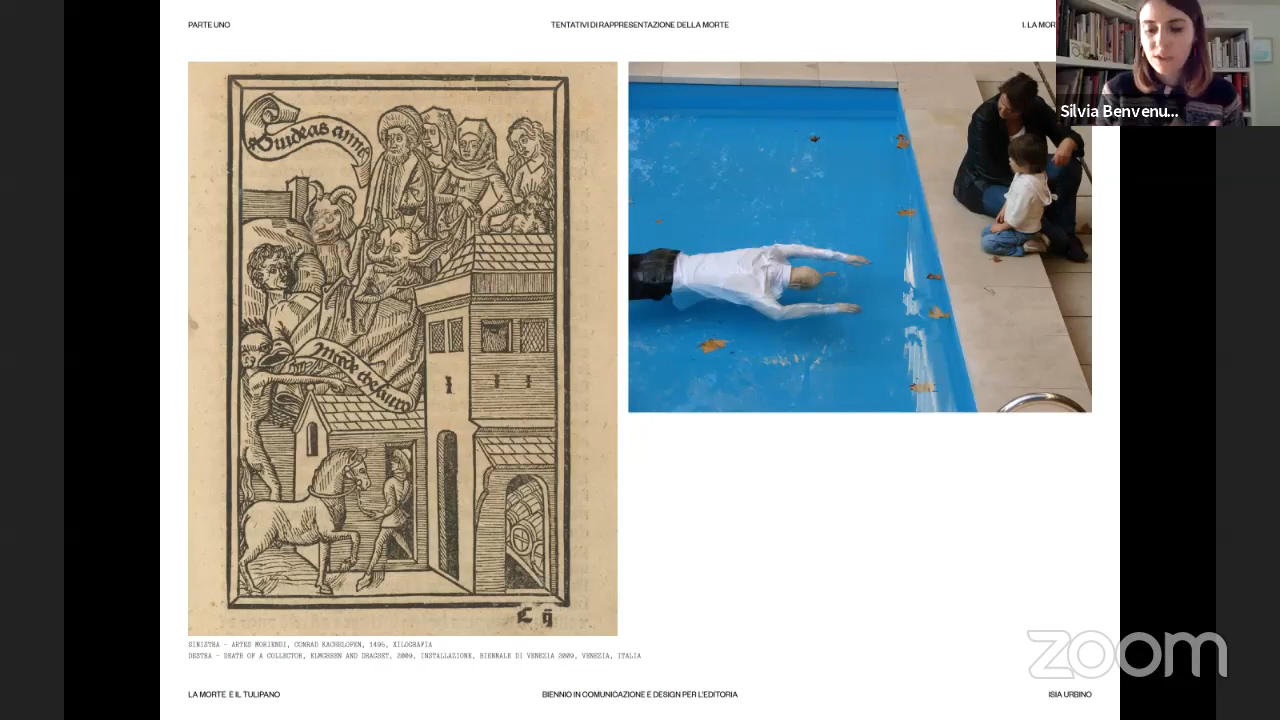 PARTE UNO
TENTATIVI DI RAPPRESENTAZIONE DELLA MORTE
I. LA MOR
Silvia Benvenu...
SINISTRA - ARTES MORIENDI, CONRAD KACHELOFEN, 1495, XILOGRAFIA
DESTRA - DEATH OF A COLLECTOR, ELMGREEN AND DRAGSET, 2009, INSTALLAZIONE, BIENNALE DI VENEZIA 2009, VENEZIA, ITALIA
zoom
LA MORTE E IL TULIPANO
BIENNIO IN COMUNICAZIONE E DESIGN PER L'EDITORIA
ISIA URBINO